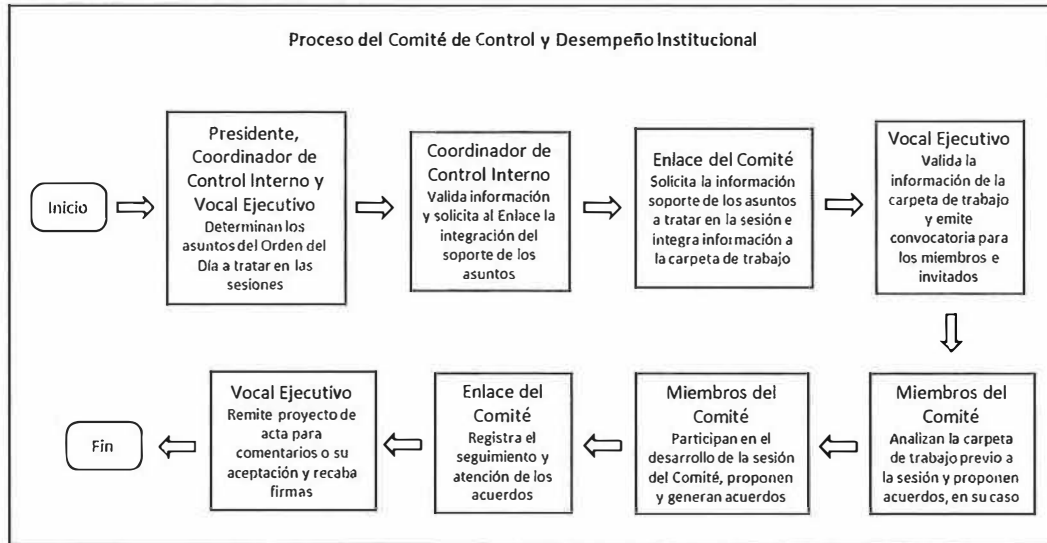 Proceso del Comité de Control y Desempeño Institucional
Inicio
Presidente,
Coordinador de
Control Interno y
Vocal Ejecutivo
Determinan los
asuntos del Orden del
Día a tratar en las
sesiones
Coordinador de
Control Interno
Valida información
y solicita al Enlace la
integración del
soporte de los
asuntos
Enlace del Comité
Solicita la información
soporte de los asuntos
a tratar en la sesión e
integra información a
la carpeta de trabajo
Vocal Ejecutivo
Valida la
información de la
carpeta de trabajo
y emite
convocatoria para
los miembros e
invitados
Miembros del
Comité
Analizan la carpeta
de trabajo previo a
la sesión y proponen
acuerdos, en su caso
Miembros del
Comité
Participan en el
desarrollo de la sesión
del Comité, proponen
y generan acuerdos
Enlace del
Comité
Registra el
seguimiento y
atención de los
acuerdos
Vocal Ejecutivo
Remite proyecto de
acta para
comentarios o su
aceptación y recaba
firmas
Fin